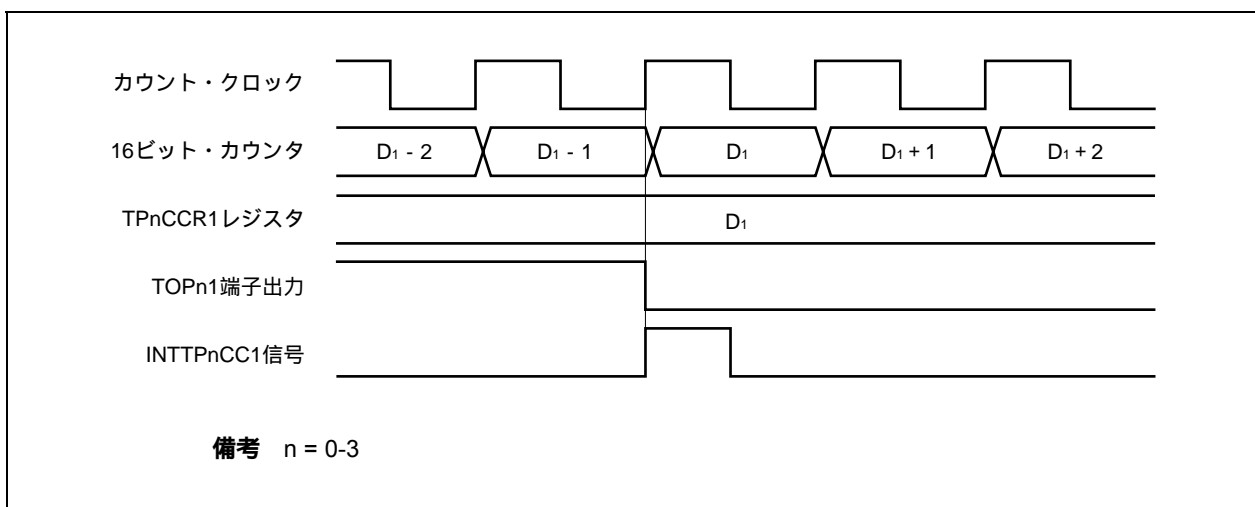 カウント・クロック
16ビット・カウンタ D1 - 2 D1 - 1 D1 D1 + 1 D1 + 2
TPnCCR1レジスタ D1
TOPn1端子出力
INTTPnCC1信号
備考 n = 0-3